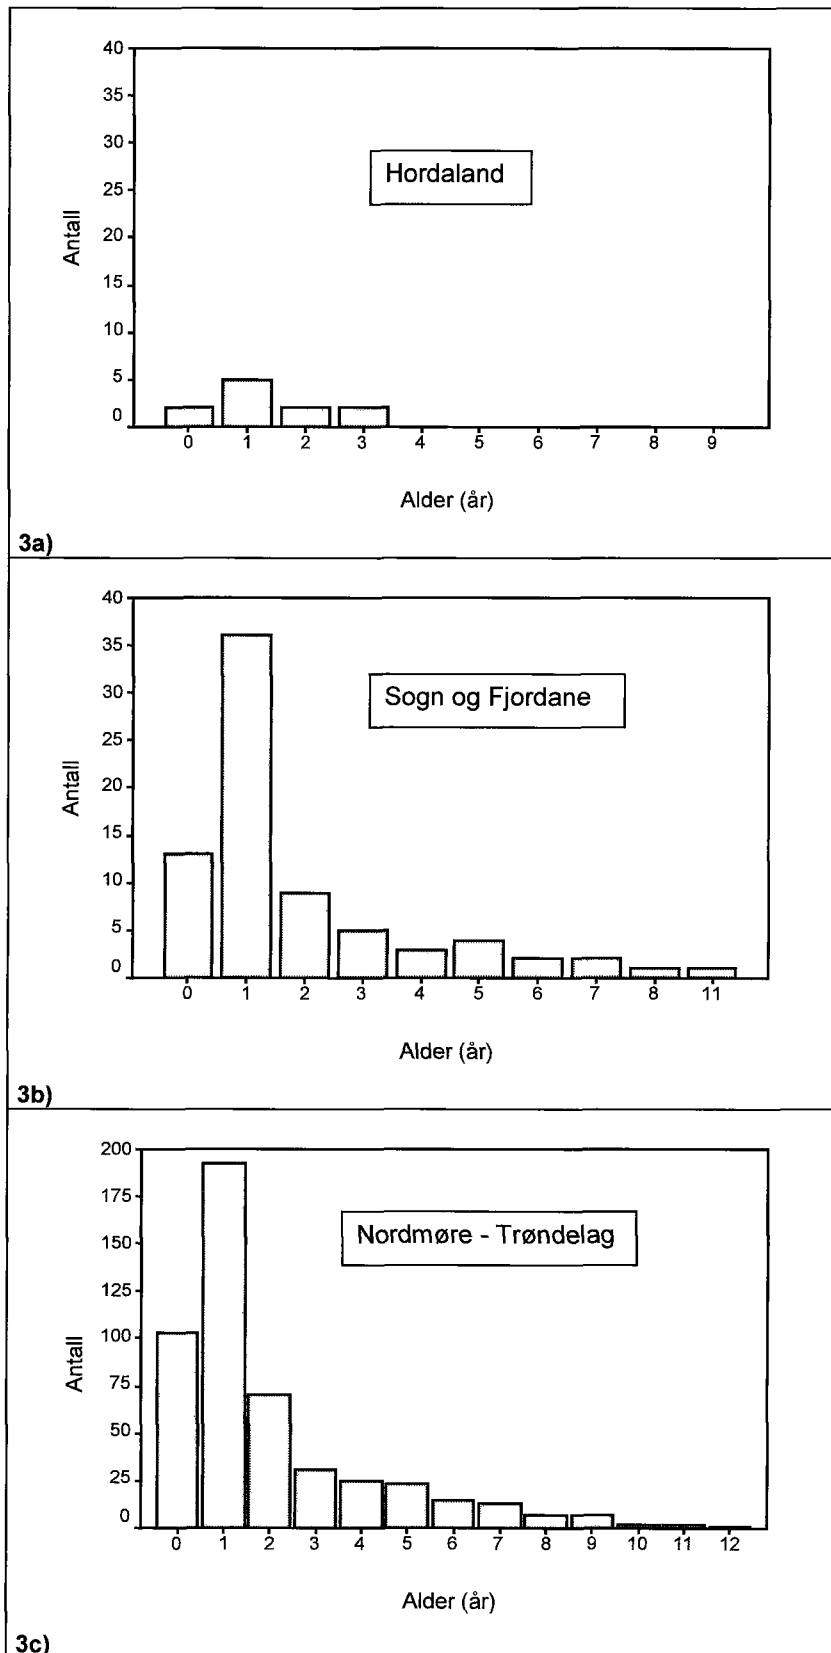 40
35
30
25
20
15
10
5
0
Antall
Hordaland
0 1 2 3 4 5 6 7 8 9
Alder (år)
3a)
40
35
30
25
20
15
10
5
0
Antall
Sogn og Fjordane
0 1 2 3 4 5 6 7 8 11
Alder (år)
3b)
200
175
150
125
100
75
50
25
0
Antall
Nordmøre - Trøndelag
0 1 2 3 4 5 6 7 8 9 10 11 12
Alder (år)
3c)